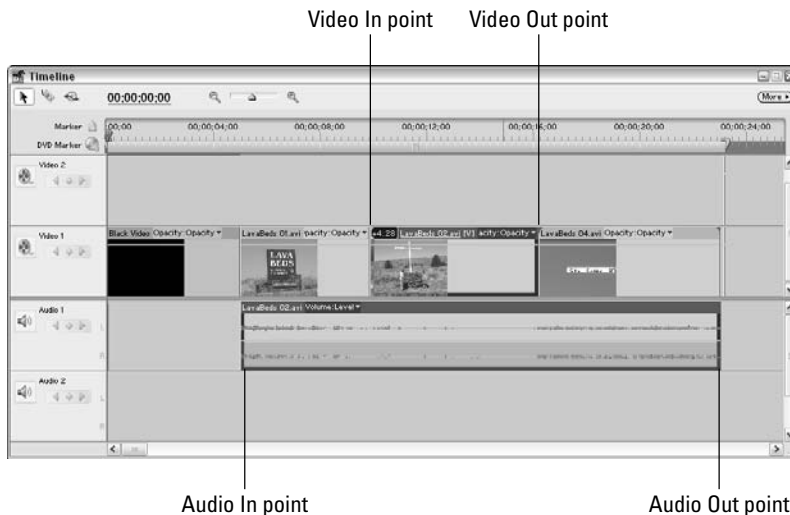 Video In point Video Out point
Timeline
00;00;00;00
More
Marker 00;00 00;00;04;00 00;00;08;00 00;00;12;00 00;00;16;00 00;00;20;00 00;00;24;00
DVD Marker
Video 2
Video 1
Black Video Opacity:Opacity LavaBeds 01.avi pacity:Opacity +4.28 LavaBeds 02.avi [V] acity:Opacity LavaBeds 04.avi Opacity:Opacity
LAVA
BEDS
Audio 1
LavaBeds 02.avi Volume:Level
L
R
Audio 2
L
R
Audio In point Audio Out point